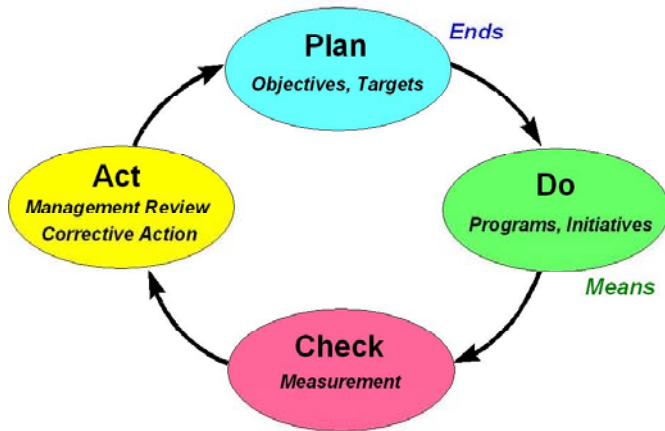 Plan
Objectives, Targets
Ends
Do
Programs, Initiatives
Means
Check
Measurement
Act
Management Review
Corrective Action